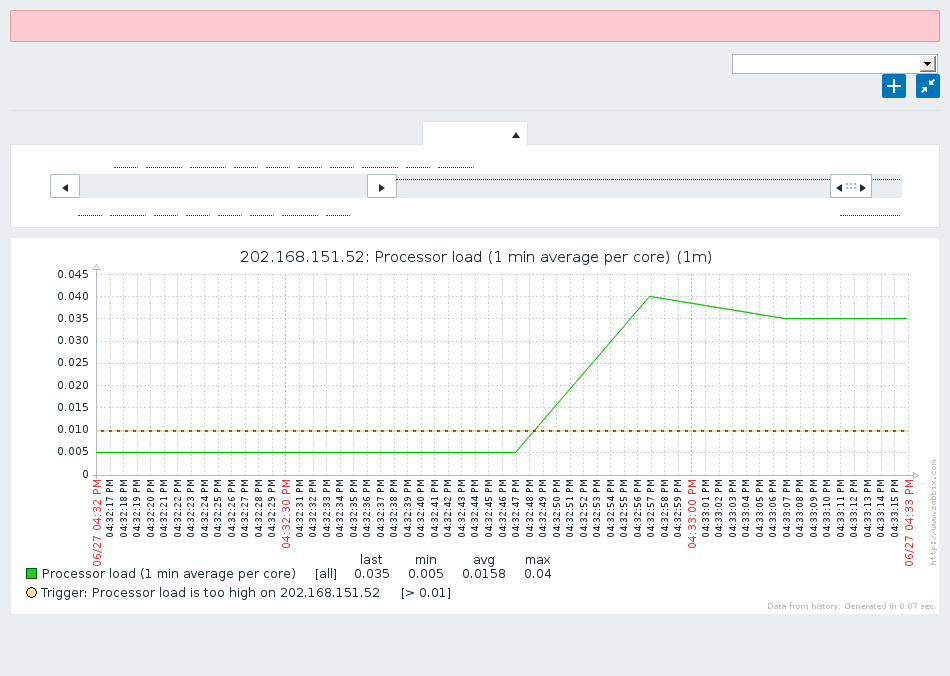 202.168.151.52: Processor load (1 min average per core) (1m)
0.045
0.040
0.035
0.030
0.025
0.020
0.015
0.010
0.005
0
06/27 04:32 PM
04:32:17 PM
04:32:18 PM
04:32:19 PM
04:32:20 PM
04:32:21 PM
04:32:22 PM
04:32:23 PM
04:32:24 PM
04:32:25 PM
04:32:26 PM
04:32:27 PM
04:32:28 PM
04:32:29 PM
04:32:30 PM
04:32:31 PM
04:32:32 PM
04:32:33 PM
04:32:34 PM
04:32:35 PM
04:32:36 PM
04:32:37 PM
04:32:38 PM
04:32:39 PM
04:32:40 PM
04:32:41 PM
04:32:42 PM
04:32:43 PM
04:32:44 PM
04:32:45 PM
04:32:46 PM
04:32:47 PM
04:32:48 PM
04:32:49 PM
04:32:50 PM
04:32:51 PM
04:32:52 PM
04:32:53 PM
04:32:54 PM
04:32:55 PM
04:32:56 PM
04:32:57 PM
04:32:58 PM
04:32:59 PM
04:33:00 PM
04:33:01 PM
04:33:02 PM
04:33:03 PM
04:33:04 PM
04:33:05 PM
04:33:06 PM
04:33:07 PM
04:33:08 PM
04:33:09 PM
04:33:10 PM
04:33:11 PM
04:33:12 PM
04:33:13 PM
04:33:14 PM
04:33:15 PM
06/27 04:33 PM
http://www.zabbix.com
last min avg max
Processor load (1 min average per core) [all] 0.035 0.005 0.0158 0.04
Trigger: Processor load is too high on 202.168.151.52 [> 0.01]
Data from history. Generated in 0.07 sec.